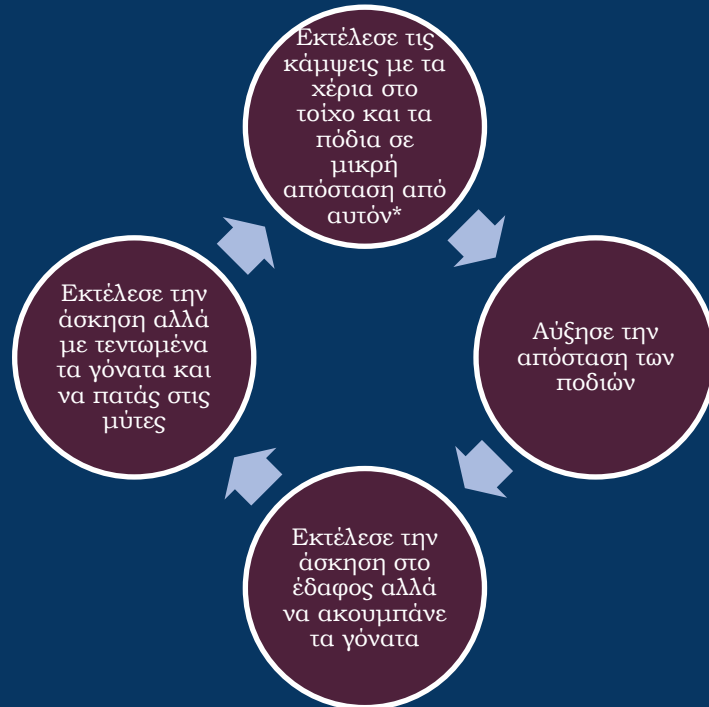 Εκτέλεσε τις
κάμψεις με τα
χέρια στο
τοίχο και τα
πόδια σε
μικρή
απόσταση από
αυτόν*
Αύξησε την
απόσταση των
ποδιών
Εκτέλεσε την
άσκηση στο
έδαφος αλλά
να ακουμπάνε
τα γόνατα
Εκτέλεσε την
άσκηση αλλά
με τεντωμένα
τα γόνατα και
να πατάς στις
μύτες